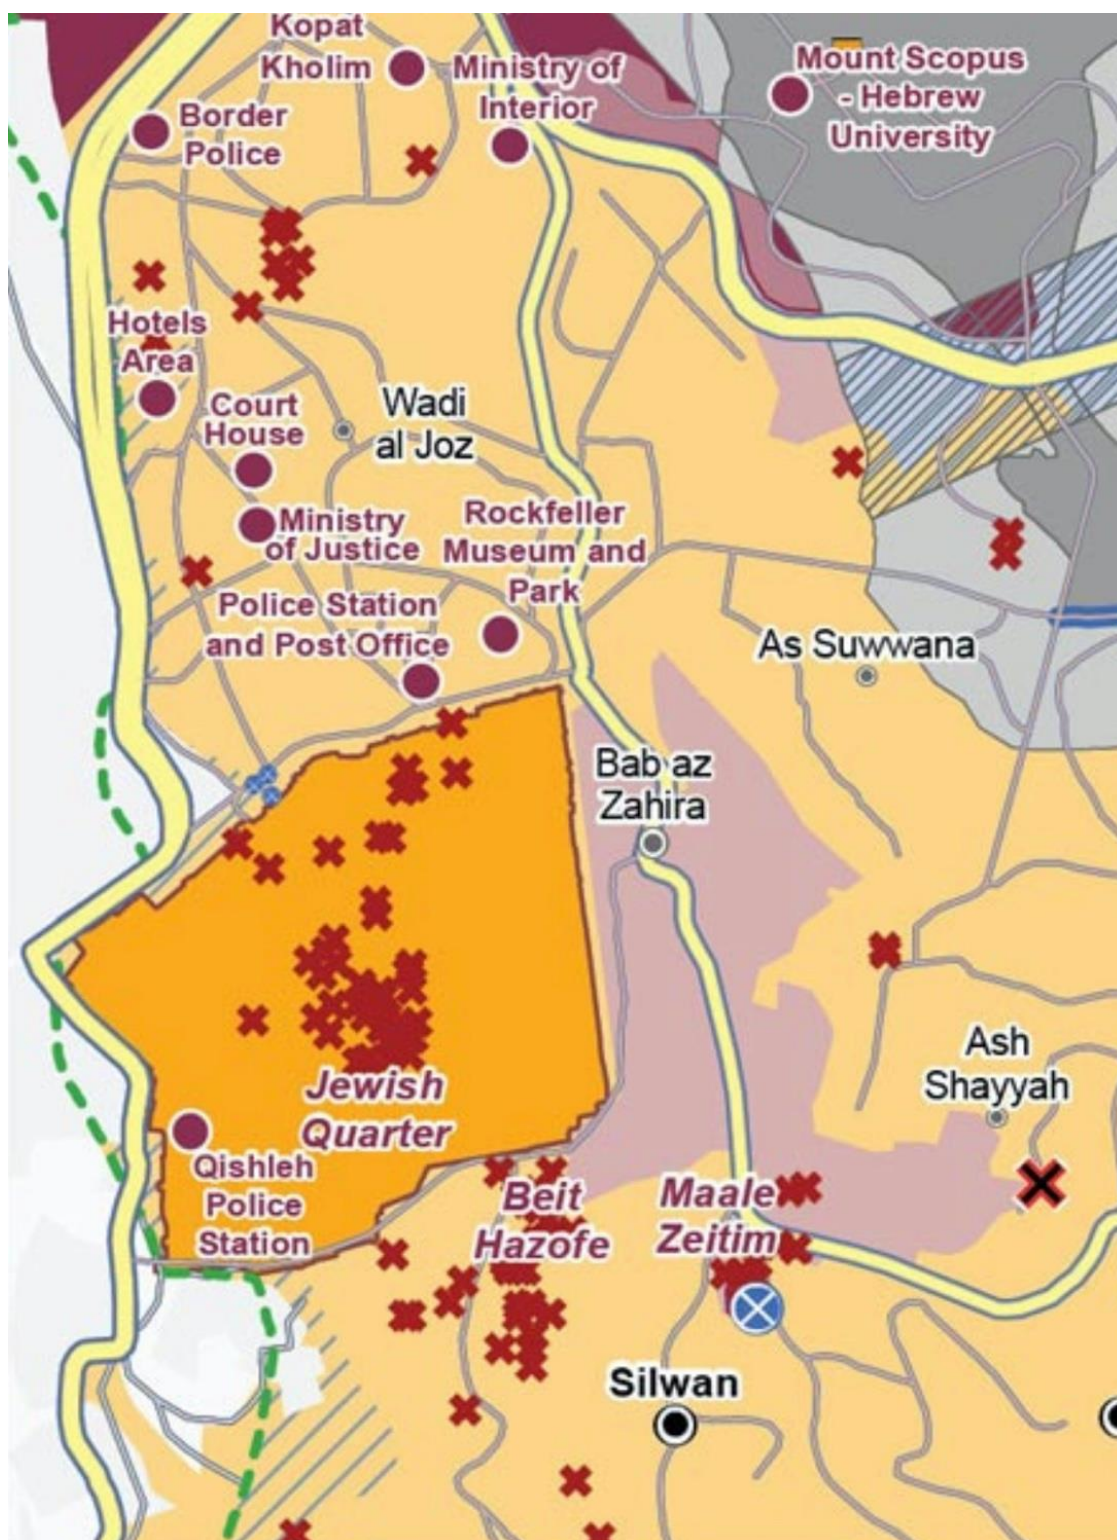 Kopat
Kholim
Ministry of
Interior
Mount Scopus
- Hebrew
University
Border
Police
Hotels
Area
Court
House
Wadi
al Joz
Ministry
of Justice
Rockfeller
Museum and
Park
Police Station
and Post Office
As Suwwana
Bab az
Zahira
Ash
Shayyah
Jewish
Quarter
Qishleh
Police
Station
Beit
Hazofe
Maale
Zeitim
Silwan